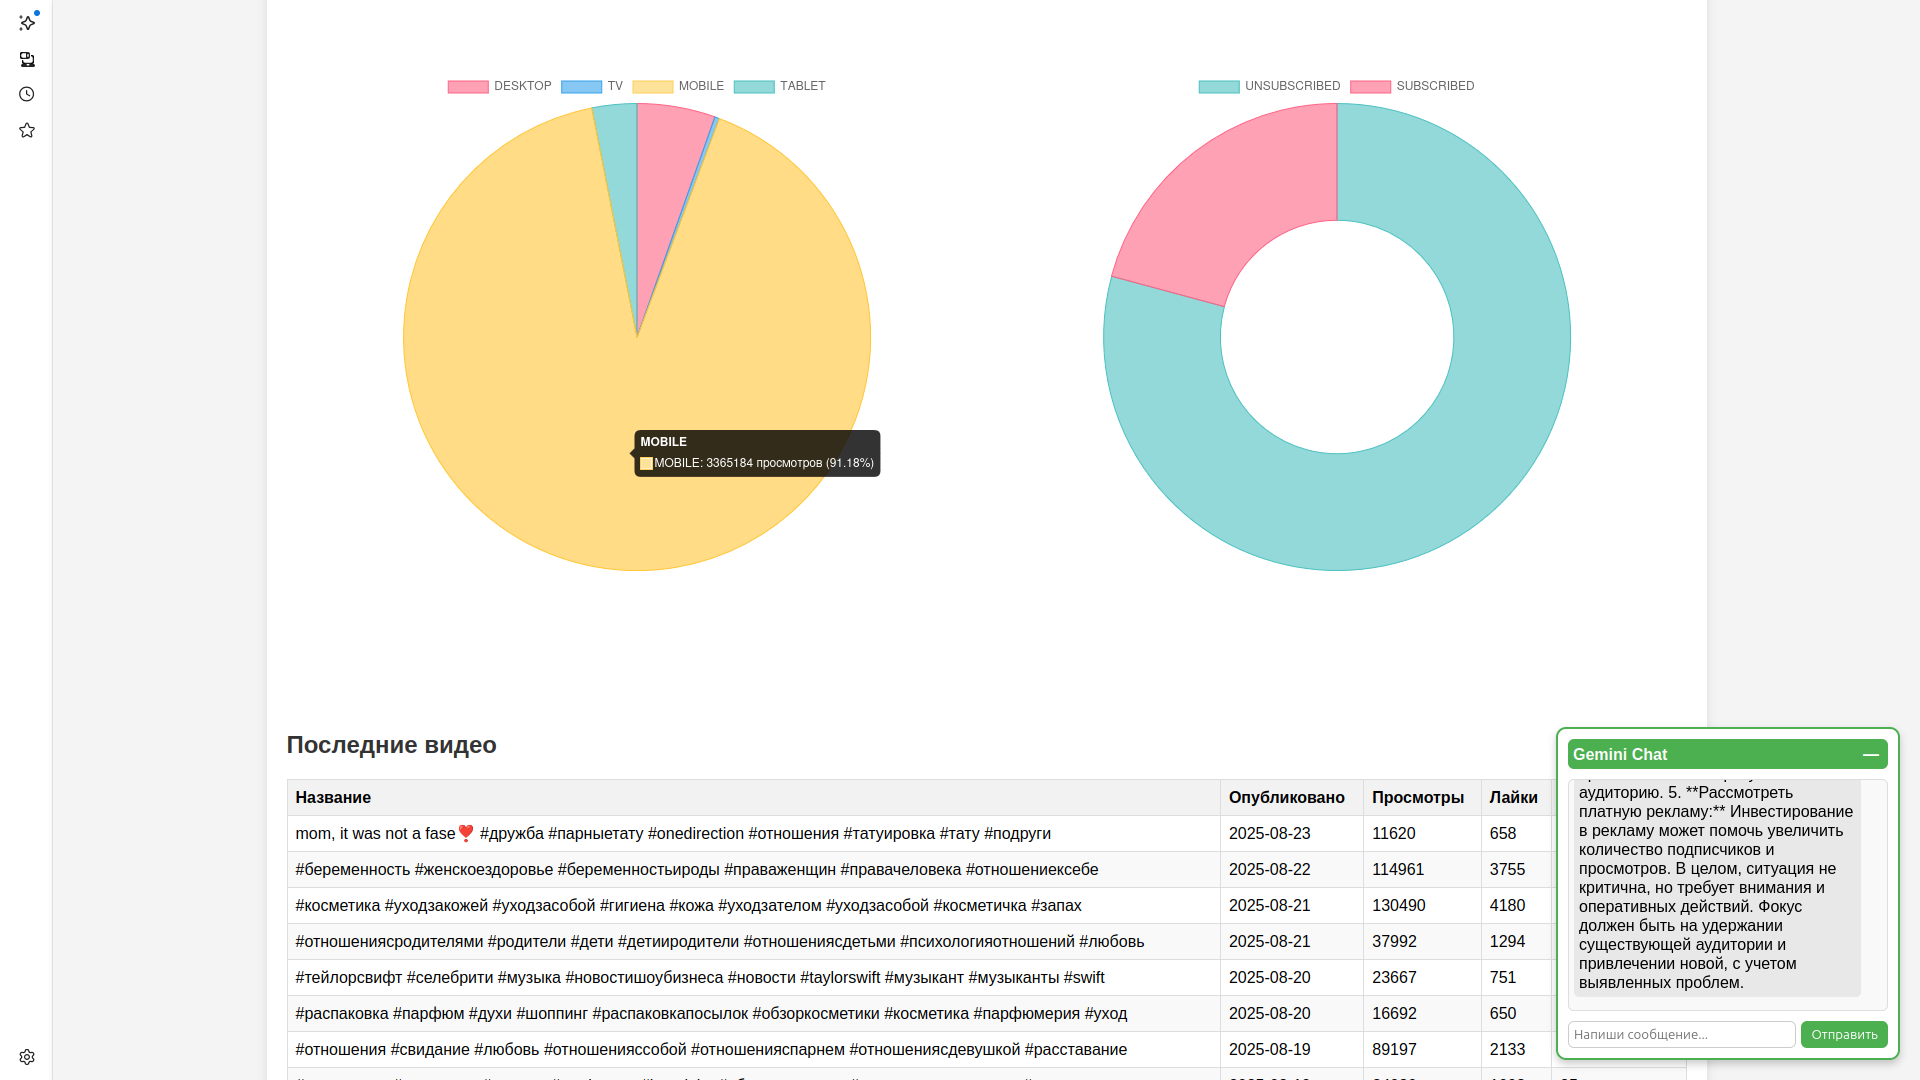 DESKTOP TV MOBILE TABLET
UNSUBSCRIBED SUBSCRIBED
MOBILE
MOBILE: 3365184 просмотров (91.18%)
Последние видео
Название Опубликовано Просмотры Лайки
mom, it was not a fase❣️ #дружба #парныетату #onedirection #отношения #татуировка #тату #подруги 2025-08-23 11620 658
#беременность #женскоездоровье #беременностьироды #праваженщин #правачеловека #отношениексебе 2025-08-22 114961 3755
#косметика #уходзакожей #уходзасобой #гигиена #кожа #уходзателом #уходзасобой #косметичка #запах 2025-08-21 130490 4180
#отношениясродителями #родители #дети #детииродители #отношениясдетьми #психологияотношений #любовь 2025-08-21 37992 1294
#тейлорсвифт #селебрити #музыка #новостишоубизнеса #новости #taylorswift #музыкант #музыканты #swift 2025-08-20 23667 751
#распаковка #парфюм #духи #шоппинг #распаковкапосылок #обзоркосметики #косметика #парфюмерия #уход 2025-08-20 16692 650
#отношения #свидание #любовь #отношенияссобой #отношенияспарнем #отношениясдевушкой #расставание 2025-08-19 89197 2133
Gemini Chat
аудиторию. 5. **Рассмотреть
платную рекламу:** Инвестирование
в рекламу может помочь увеличить
количество подписчиков и
просмотров. В целом, ситуация не
критична, но требует внимания и
оперативных действий. Фокус
должен быть на удержании
существующей аудитории и
привлечении новой, с учетом
выявленных проблем.
Напиши сообщение...
Отправить